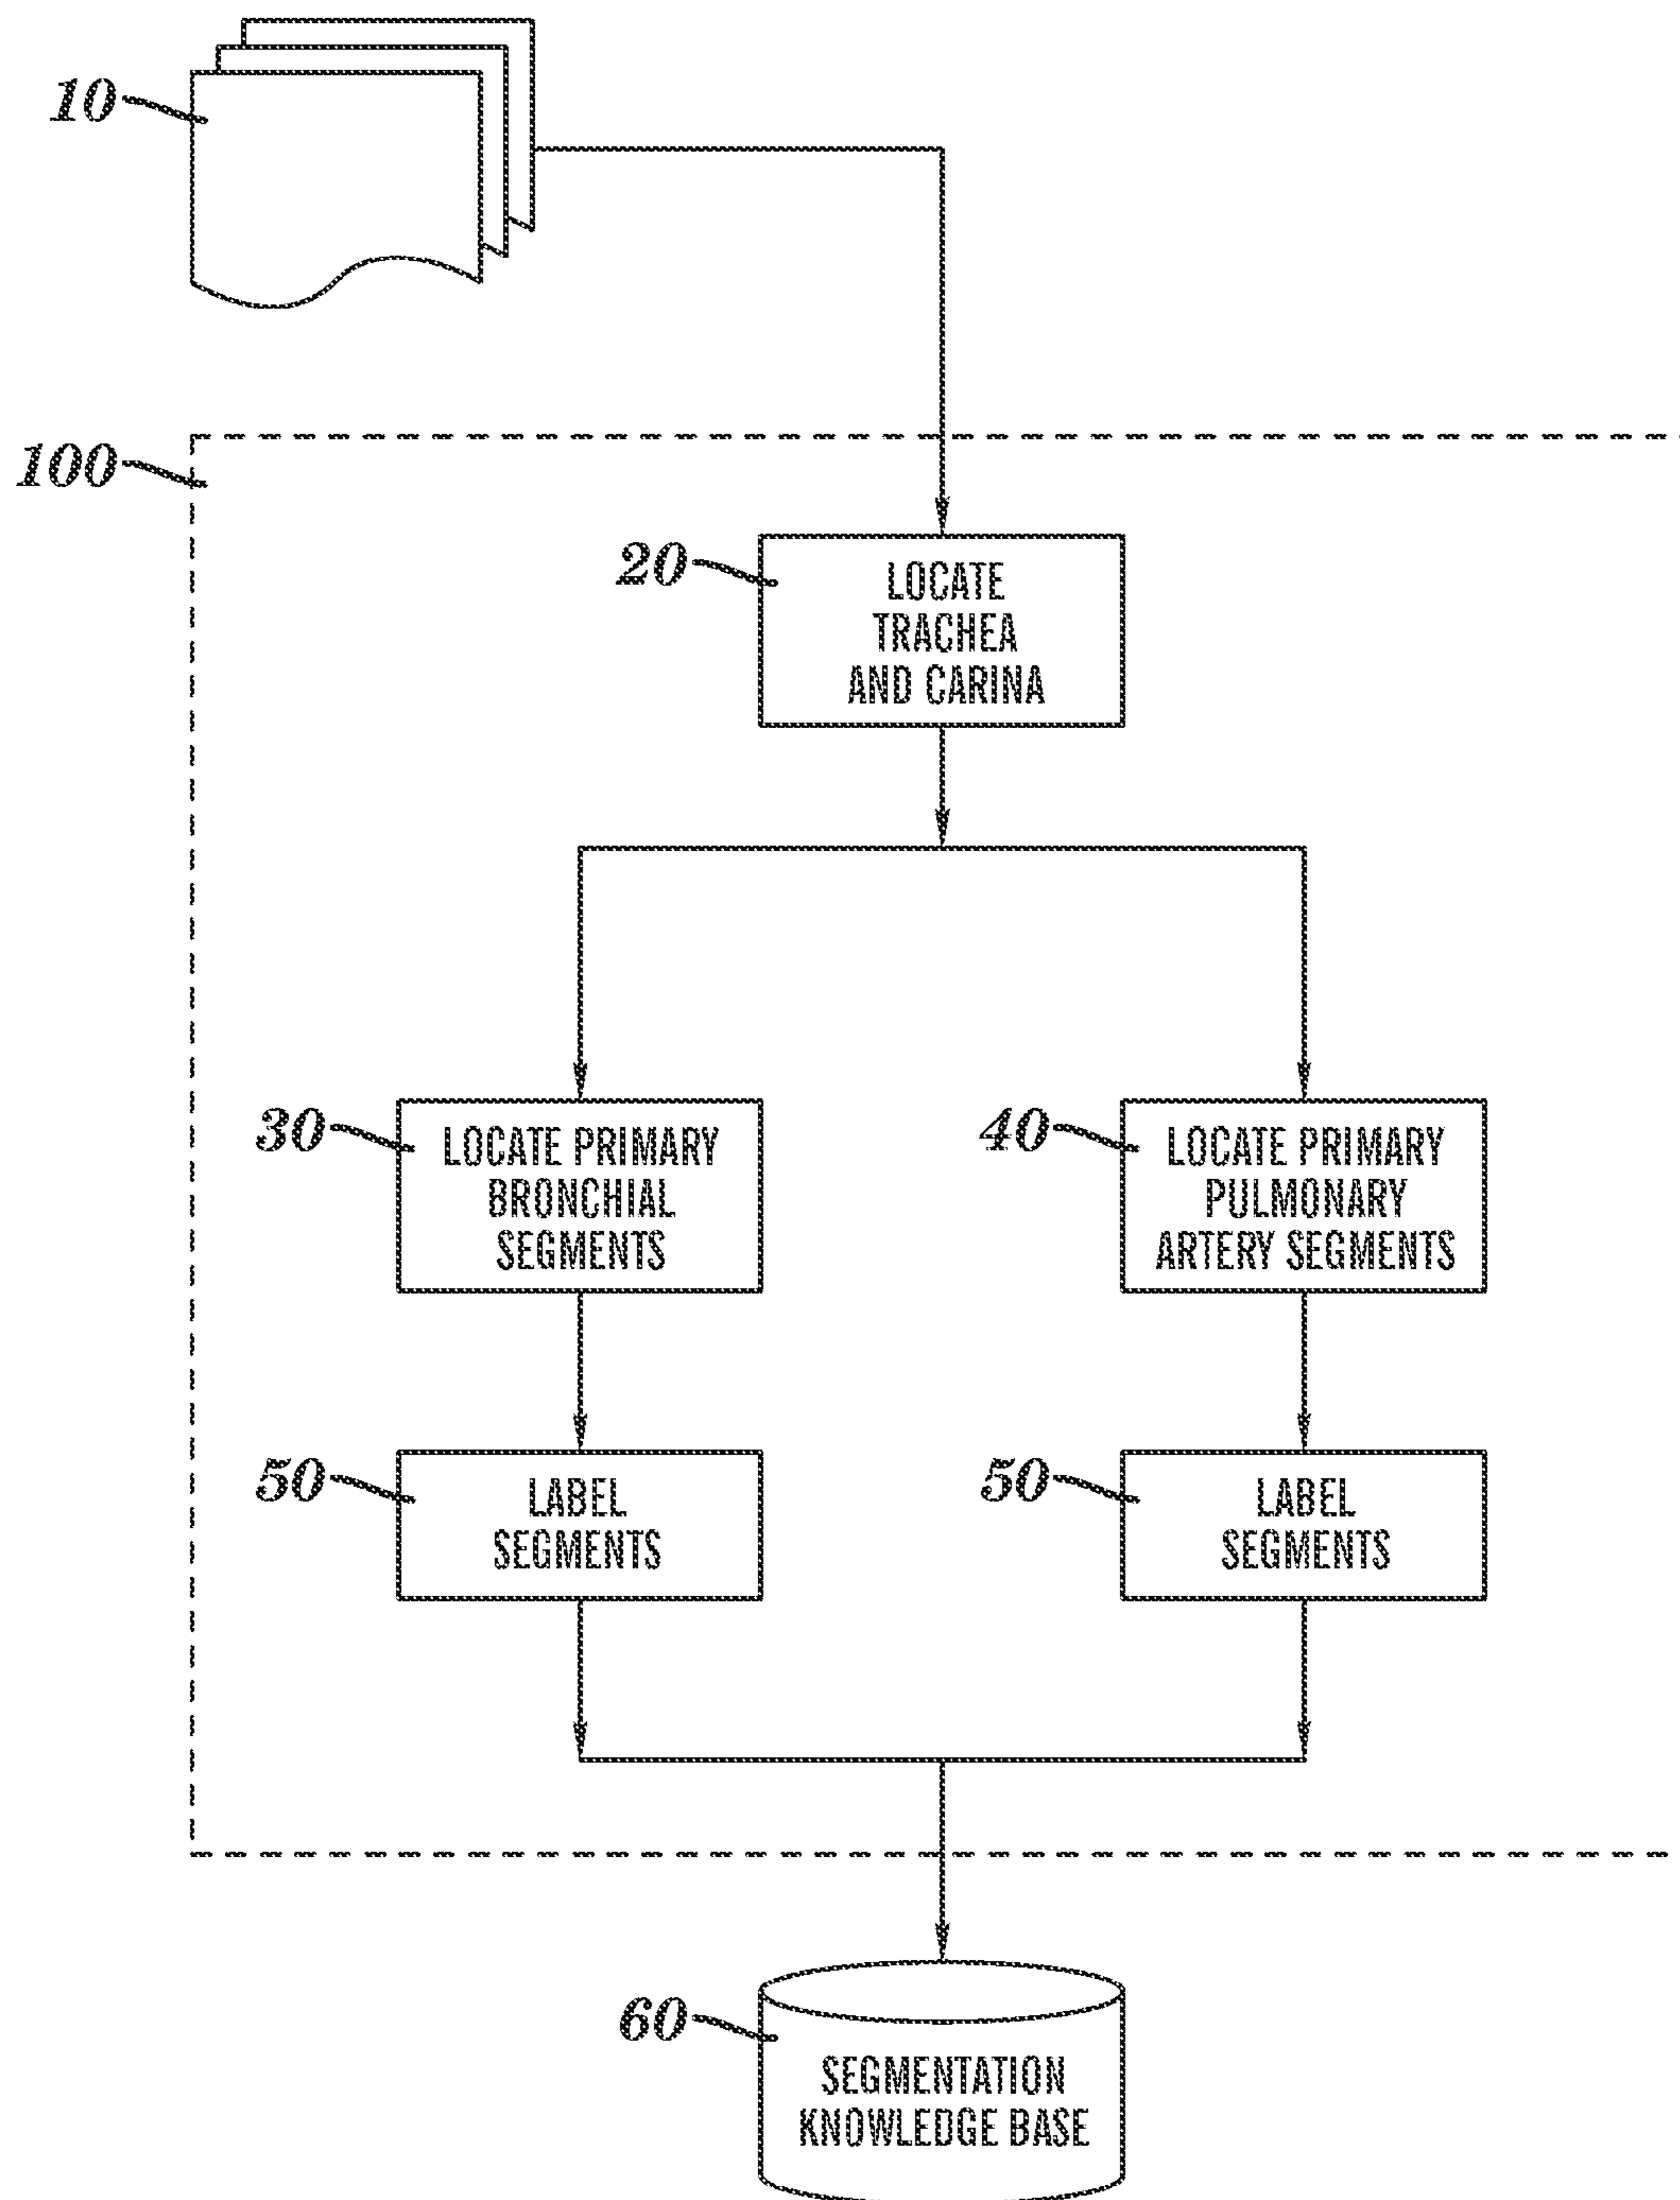 10
100
20
LOCATE
TRACHEA
AND CARINA
30
LOCATE PRIMARY
BRONCHIAL
SEGMENTS
40
LOCATE PRIMARY
PULMONARY
ARTERY SEGMENTS
50
LABEL
SEGMENTS
50
LABEL
SEGMENTS
60
SEGMENTATION
KNOWLEDGE BASE